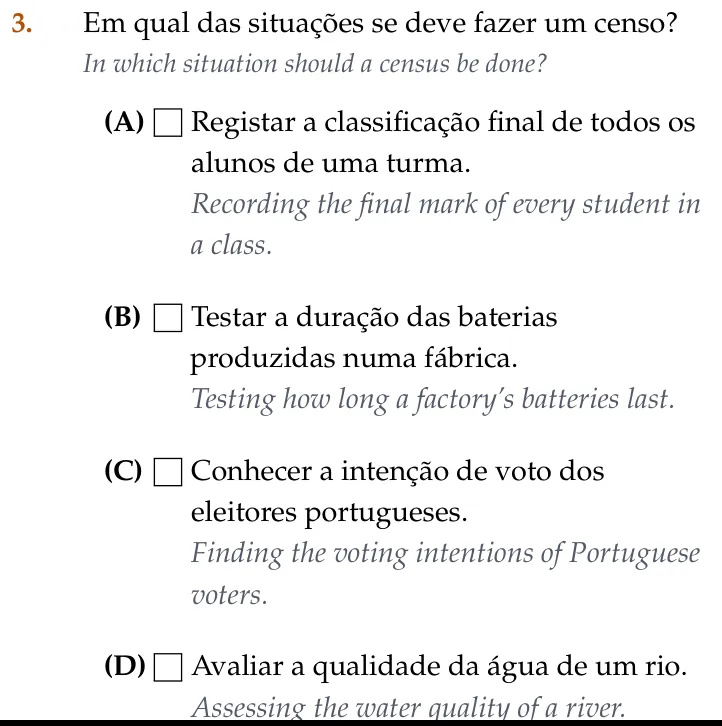 3. Em qual das situações se deve fazer um censo?
In which situation should a census be done?
(A) Registar a classificação final de todos os
alunos de uma turma.
Recording the final mark of every student in
a class.
(B) Testar a duração das baterias
produzidas numa fábrica.
Testing how long a factory's batteries last.
(C) Conhecer a intenção de voto dos
eleitores portugueses.
Finding the voting intentions of Portuguese
voters.
(D) Avaliar a qualidade da água de um rio.
Assessing the water quality of a river.